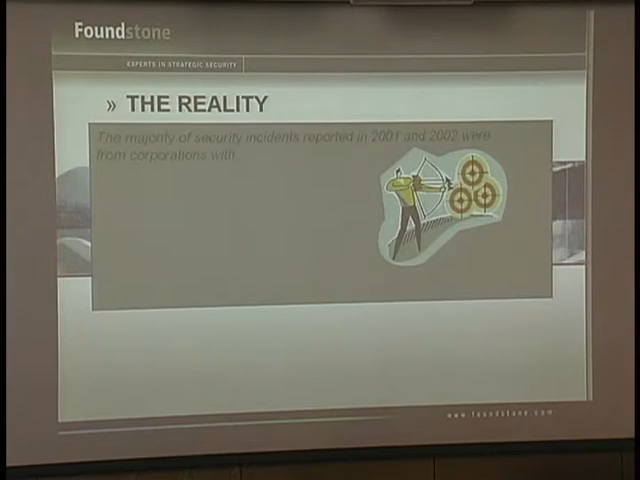 Foundstone
EXPERTS IN STRATEGIC SECURITY
» THE REALITY
The majority of security incidents reported in 2001 and 2002 were
from corporations with
www.foundstone.com